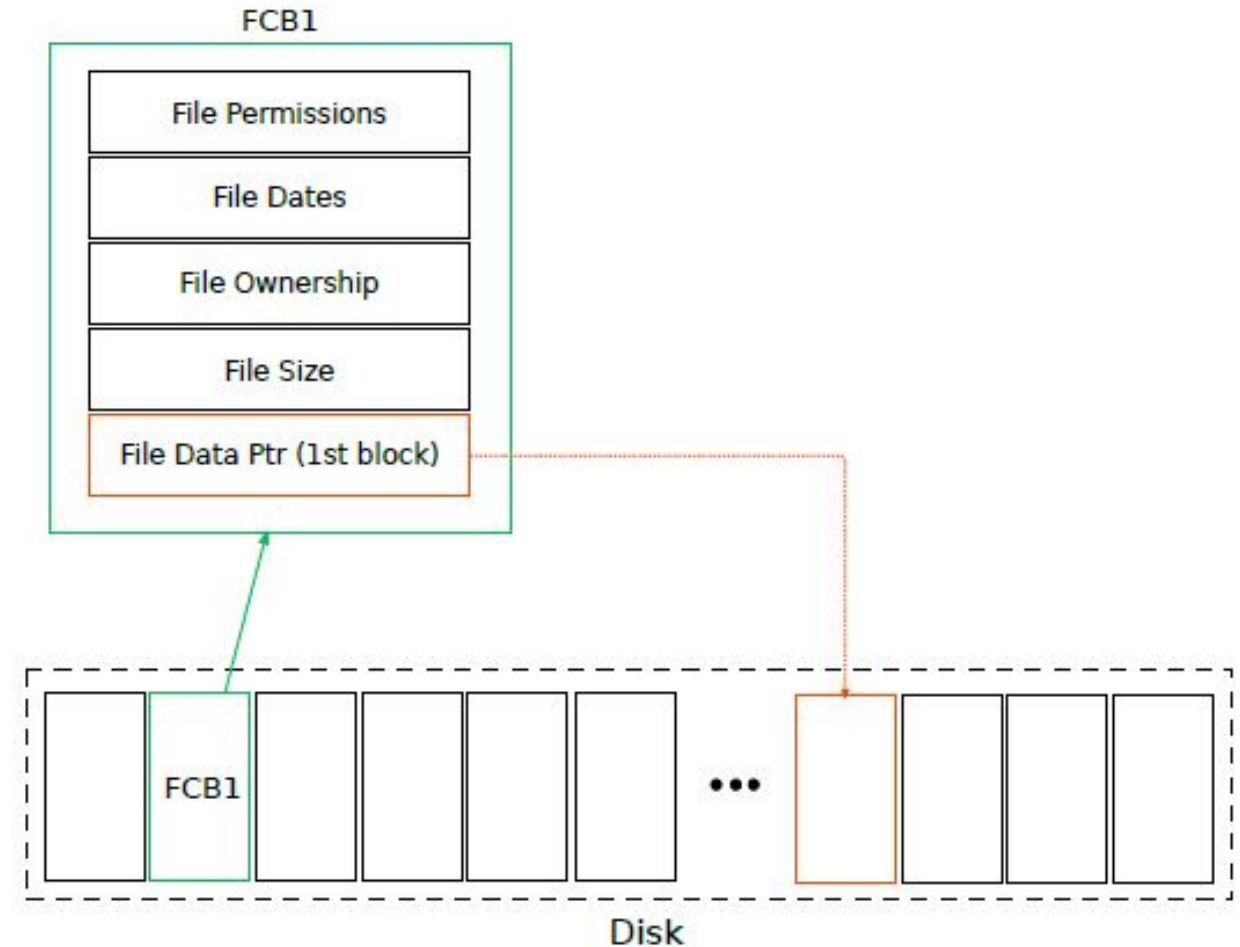 FCB1
File Permissions
File Dates
File Ownership
File Size
File Data Ptr (1st block)
FCB1
Disk